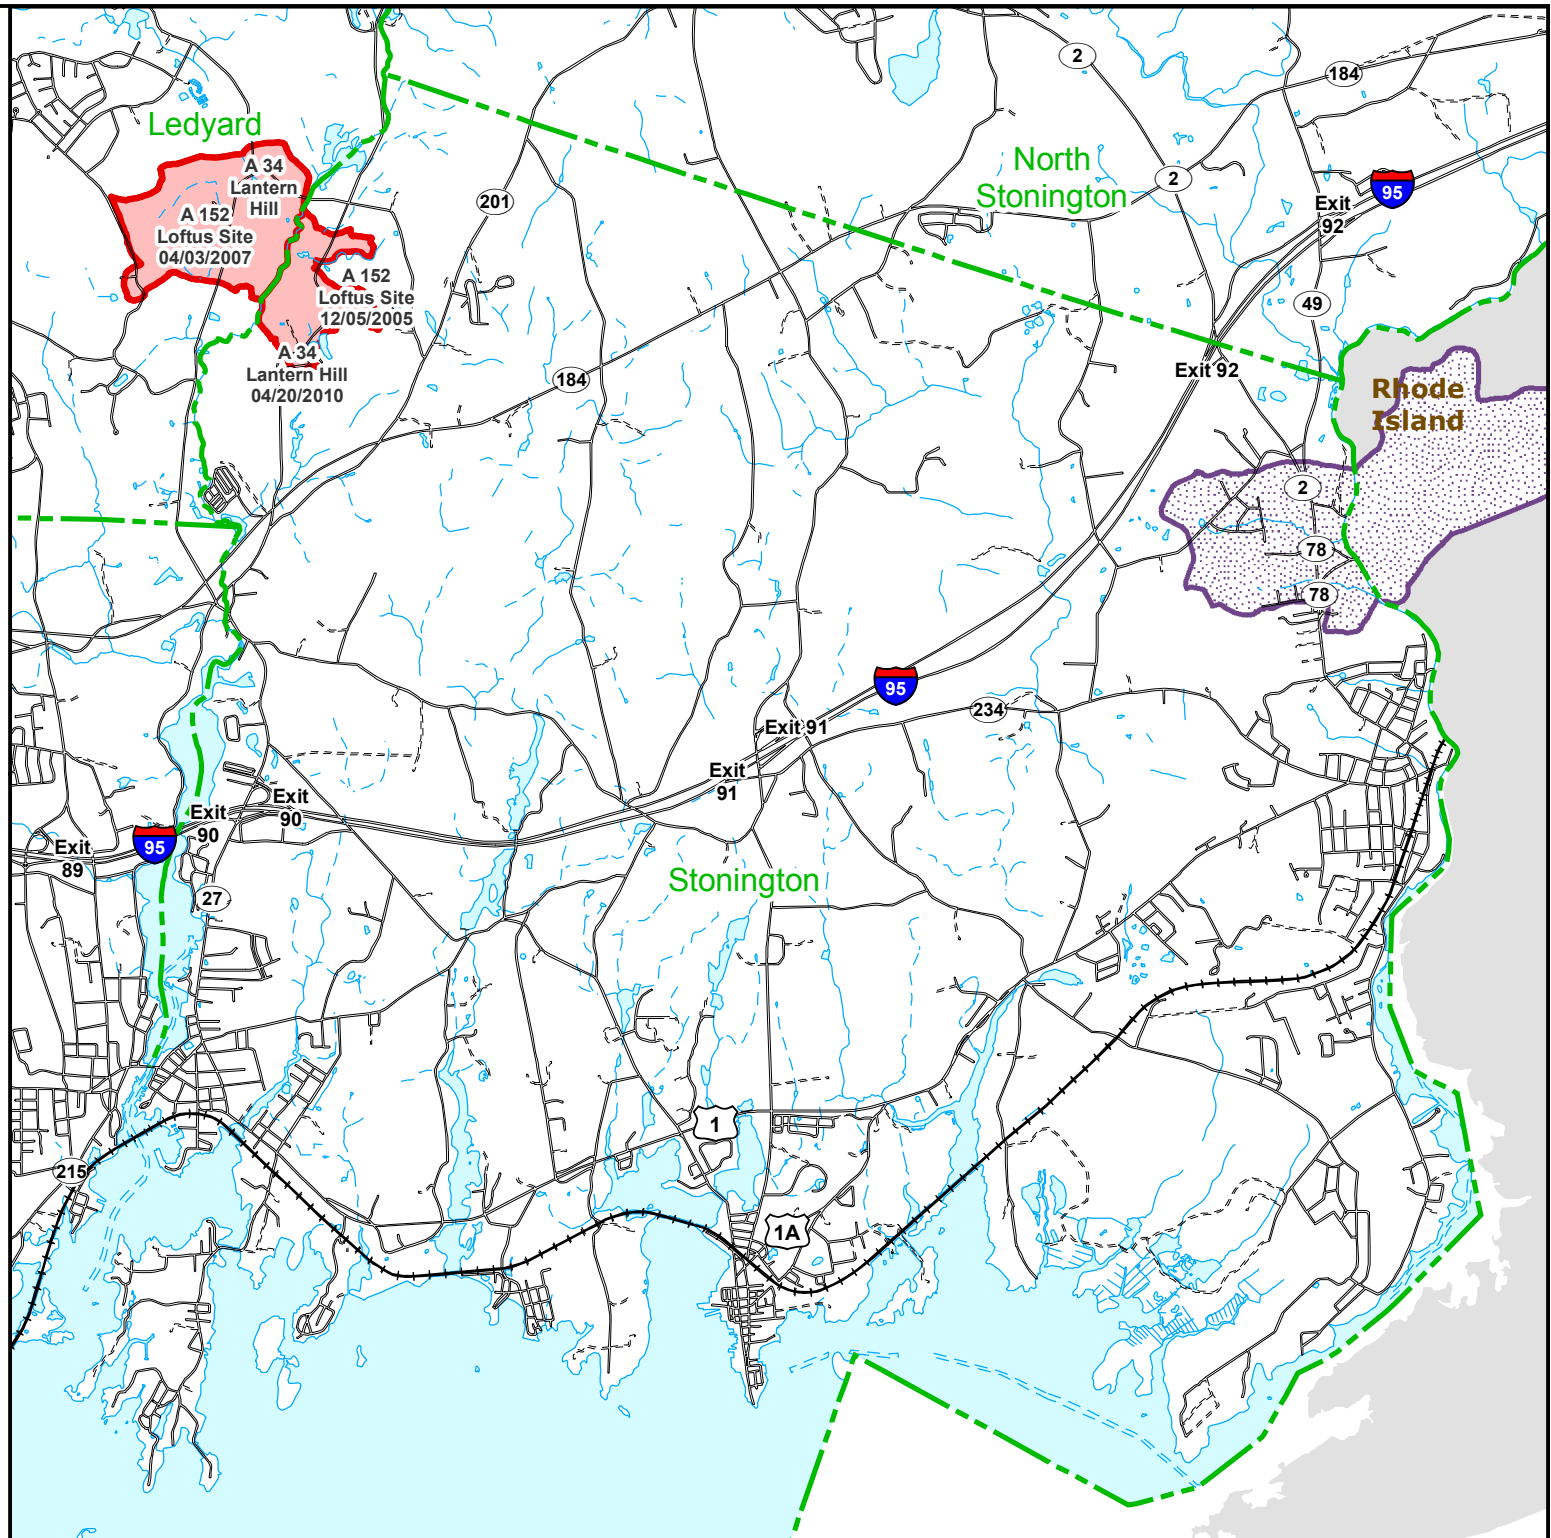 2
184
Ledyard
North
Stonington
A 34
Lantern
Hill
2
95
201
Exit
92
A 152
Loftus Site
04/03/2007
A 152
Loftus Site
12/05/2005
49
A 34
Lantern Hill
04/20/2010
184
Exit 92
Rhode
Island
2
78
78
95
234
Exit 91
Exit
91
Exit
90
Exit
90
95
Exit
89
27
Stonington
1
215
1A